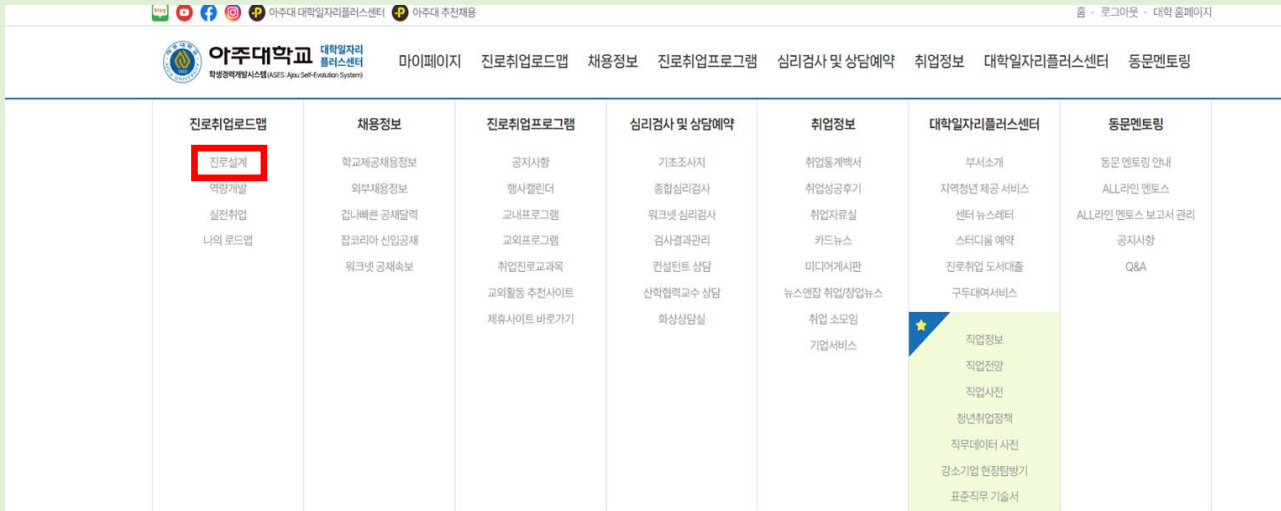 Blog
아주대 대학일자리플러스센터
아주대 추천채용
홈 · 로그아웃 · 대학 홈페이지
아주대학교 대학일자리 플러스센터
학생경력개발시스템(ASES: Ajou Self-Evolution System)
마이페이지 진로취업로드맵 채용정보 진로취업프로그램 심리검사 및 상담예약 취업정보 대학일자리플러스센터 동문멘토링
진로취업로드맵
진로설계
역량개발
실전취업
나의 로드맵
채용정보
학교제공채용정보
외부채용정보
겁나빠른 공채달력
잡코리아 신입공채
워크넷 공채속보
진로취업프로그램
공지사항
행사캘린더
교내프로그램
교외프로그램
취업진로교과목
교외활동 추천사이트
제휴사이트 바로가기
심리검사 및 상담예약
기초조사지
종합심리검사
워크넷 심리검사
검사결과관리
컨설턴트 상담
산학협력교수 상담
화상상담실
취업정보
취업통계백서
취업성공후기
취업자료실
카드뉴스
미디어게시판
뉴스앤잡 취업/창업뉴스
취업 소모임
기업서비스
대학일자리플러스센터
부서소개
지역청년 제공 서비스
센터 뉴스레터
스터디룸 예약
진로취업 도서대출
구두대여서비스
직업정보
직업전망
직업사전
청년취업정책
직무데이터 사전
강소기업 현장탐방기
표준직무 기술서
동문멘토링
동문 멘토링 안내
ALL라인 멘토스
ALL라인 멘토스 보고서 관리
공지사항
Q&A